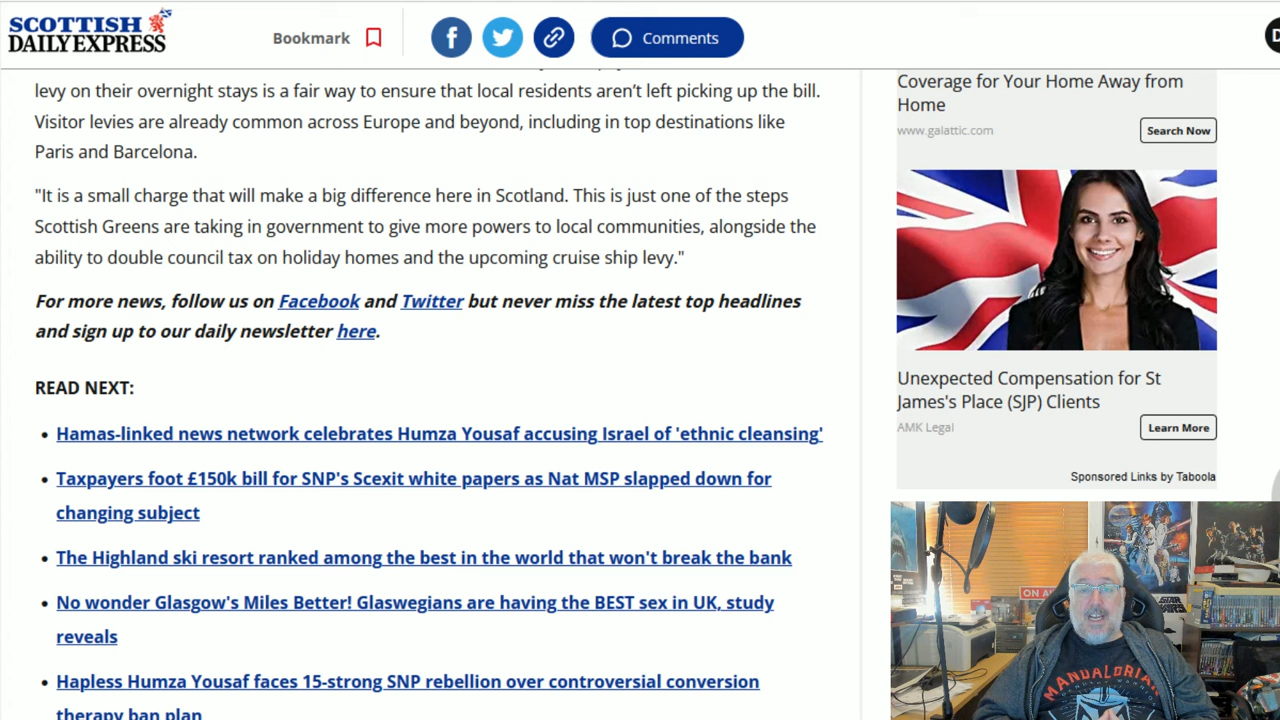 SCOTTISH
DAILY EXPRESS
Bookmark
Comments
D
levy on their overnight stays is a fair way to ensure that local residents aren’t left picking up the bill.
Visitor levies are already common across Europe and beyond, including in top destinations like
Paris and Barcelona.
"It is a small charge that will make a big difference here in Scotland. This is just one of the steps
Scottish Greens are taking in government to give more powers to local communities, alongside the
ability to double council tax on holiday homes and the upcoming cruise ship levy."
For more news, follow us on Facebook and Twitter but never miss the latest top headlines
and sign up to our daily newsletter here.
READ NEXT:
Hamas-linked news network celebrates Humza Yousaf accusing Israel of 'ethnic cleansing'
Taxpayers foot £150k bill for SNP's Scexit white papers as Nat MSP slapped down for
changing subject
The Highland ski resort ranked among the best in the world that won't break the bank
No wonder Glasgow's Miles Better! Glaswegians are having the BEST sex in UK, study
reveals
Hapless Humza Yousaf faces 15-strong SNP rebellion over controversial conversion
therapy ban plan
Coverage for Your Home Away from
Home
www.galattic.com
Search Now
Unexpected Compensation for St
James's Place (SJP) Clients
AMK Legal
Learn More
Sponsored Links by Taboola
ON A
STAR
WARS
MANDALORIAN